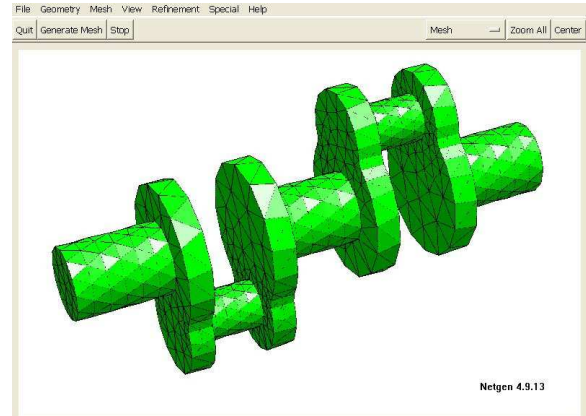 File Geometry Mesh View Refinement Special Help
Quit Generate Mesh Stop Mesh Zoom All Center
Netgen 4.9.13